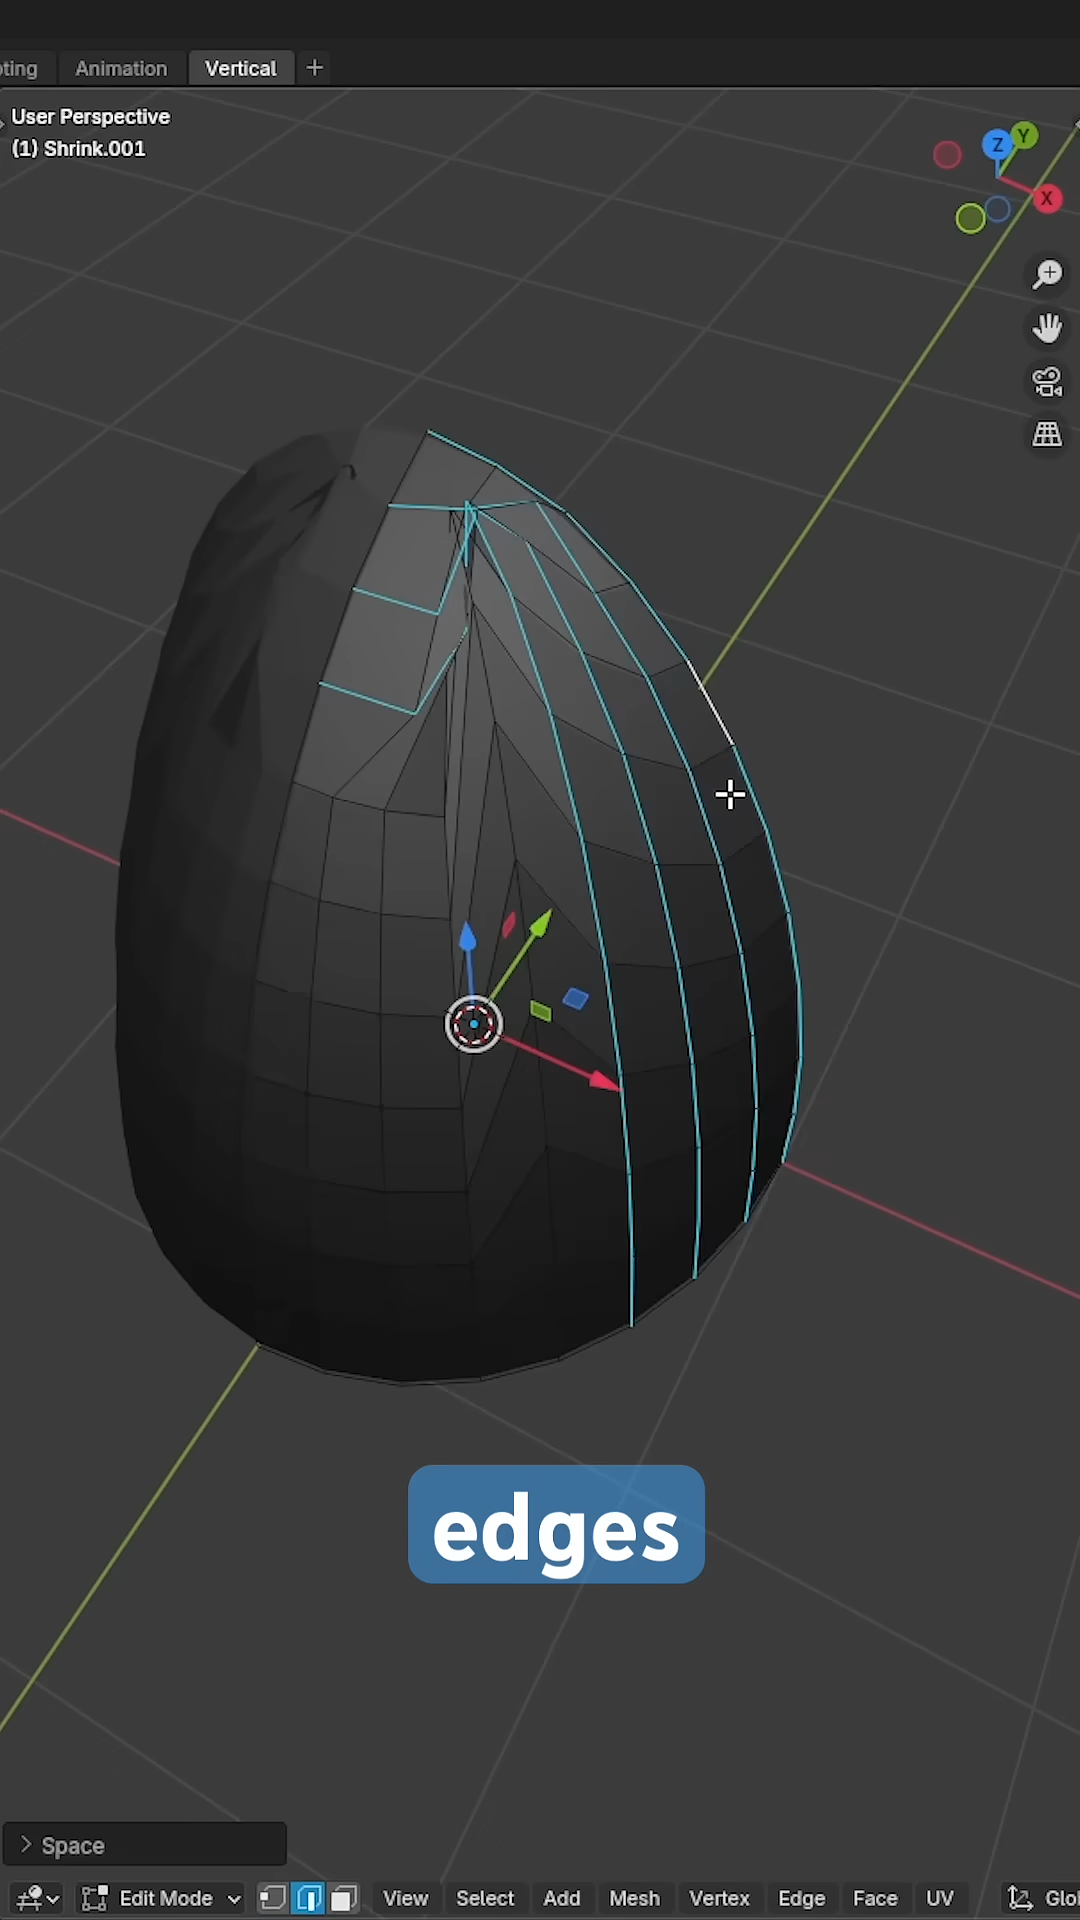 pting Animation Vertical +
User Perspective
(1) Shrink.001
Z Y
X
edges
> Space
Edit Mode View Select Add Mesh Vertex Edge Face UV Glo